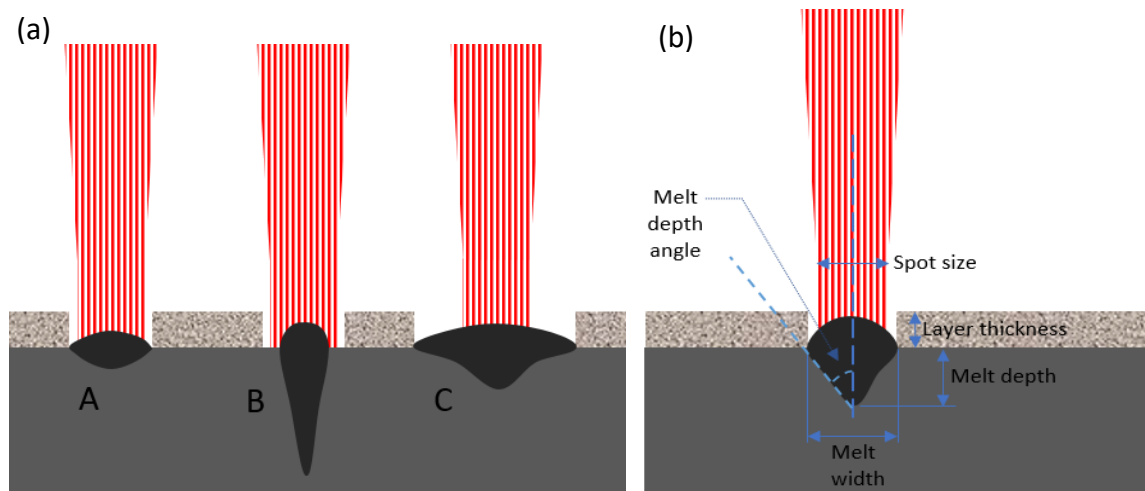 (a)
A
B
C
(b)
Melt
depth
angle
Spot size
Layer thickness
Melt depth
Melt
width